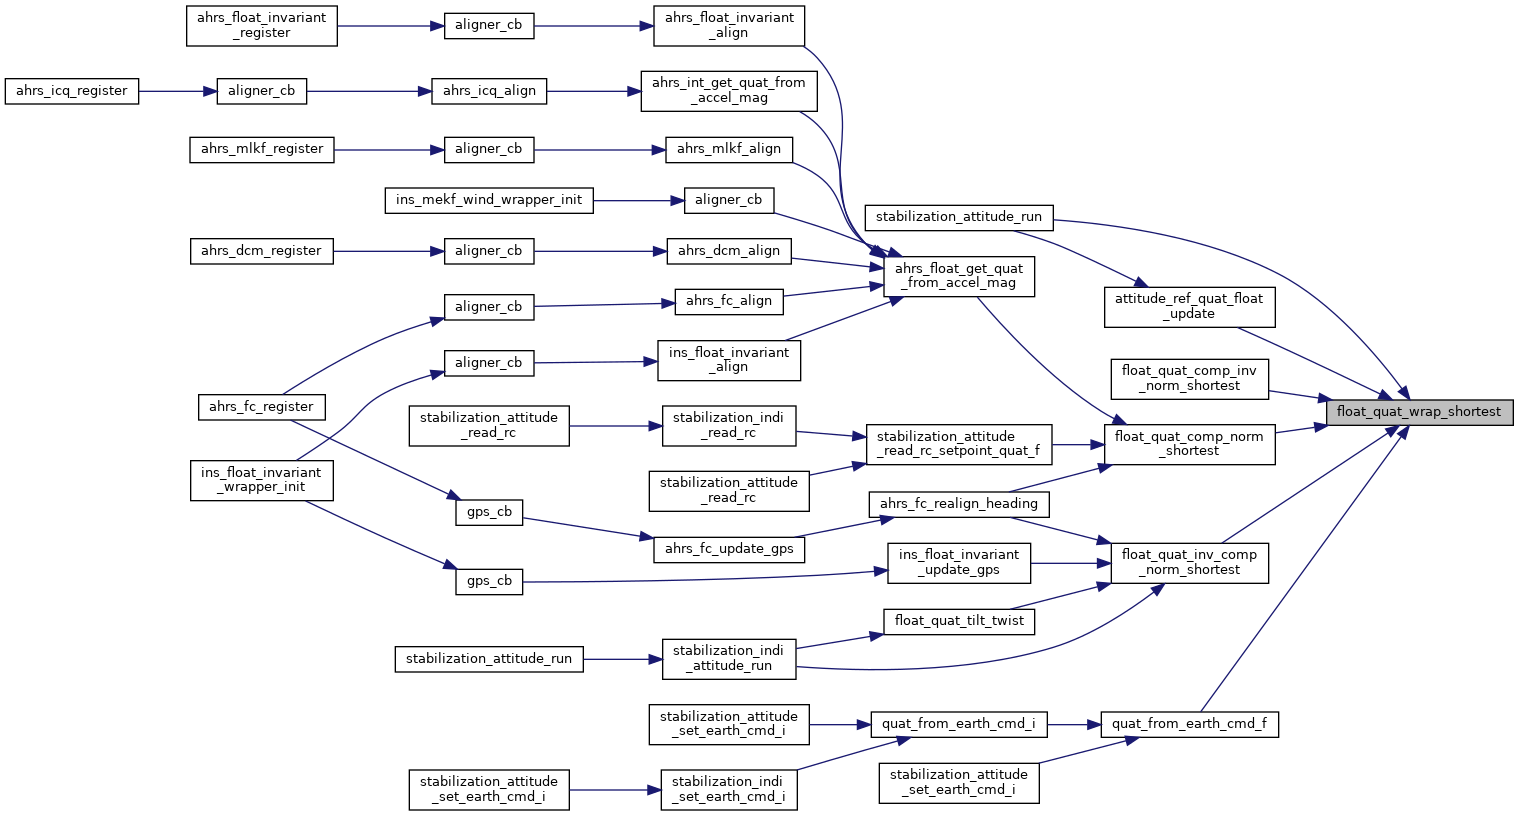 ahrs_float_invariant
_register
aligner_cb
ahrs_float_invariant
_align
ahrs_icq_register
aligner_cb
ahrs_icq_align
ahrs_int_get_quat_from
_accel_mag
ahrs_mlkf_register
aligner_cb
ahrs_mlkf_align
ins_mekf_wind_wrapper_init
aligner_cb
stabilization_attitude_run
ahrs_dcm_register
aligner_cb
ahrs_dcm_align
ahrs_float_get_quat
_from_accel_mag
attitude_ref_quat_float
_update
aligner_cb
ahrs_fc_align
aligner_cb
ins_float_invariant
_align
float_quat_comp_inv
_norm_shortest
ahrs_fc_register
float_quat_wrap_shortest
stabilization_attitude
_read_rc
stabilization_indi
_read_rc
stabilization_attitude
_read_rc_setpoint_quat_f
float_quat_comp_norm
_shortest
ins_float_invariant
_wrapper_init
stabilization_attitude
_read_rc
ahrs_fc_realign_heading
gps_cb
ahrs_fc_update_gps
ins_float_invariant
_update_gps
float_quat_inv_comp
_norm_shortest
gps_cb
float_quat_tilt_twist
stabilization_attitude_run
stabilization_indi
_attitude_run
stabilization_attitude
_set_earth_cmd_i
quat_from_earth_cmd_i
quat_from_earth_cmd_f
stabilization_attitude
_set_earth_cmd_i
stabilization_indi
_set_earth_cmd_i
stabilization_attitude
_set_earth_cmd_i